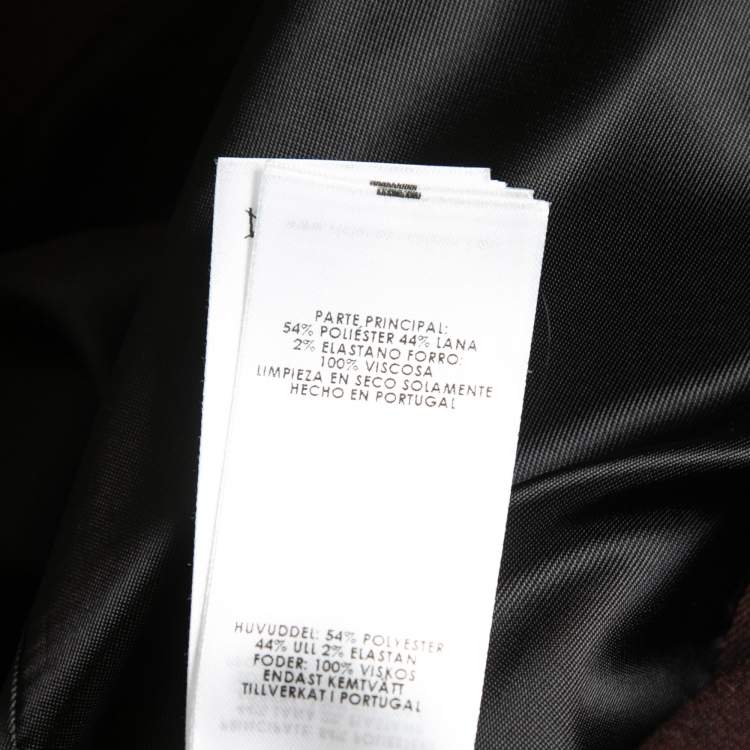 PARTE PRINCIPAL:
54% POLIÉSTER 44% LANA
2% ELASTANO FORRO:
100% VISCOSA
LIMPIEZA EN SECO SOLAMENTE
HECHO EN PORTUGAL
HUVUDDEL: 54% POLYESTER
44% ULL 2% ELASTAN
FODER: 100% VISKOS
ENDAST KEMTVÄTT
TILLVERKAT I PORTUGAL